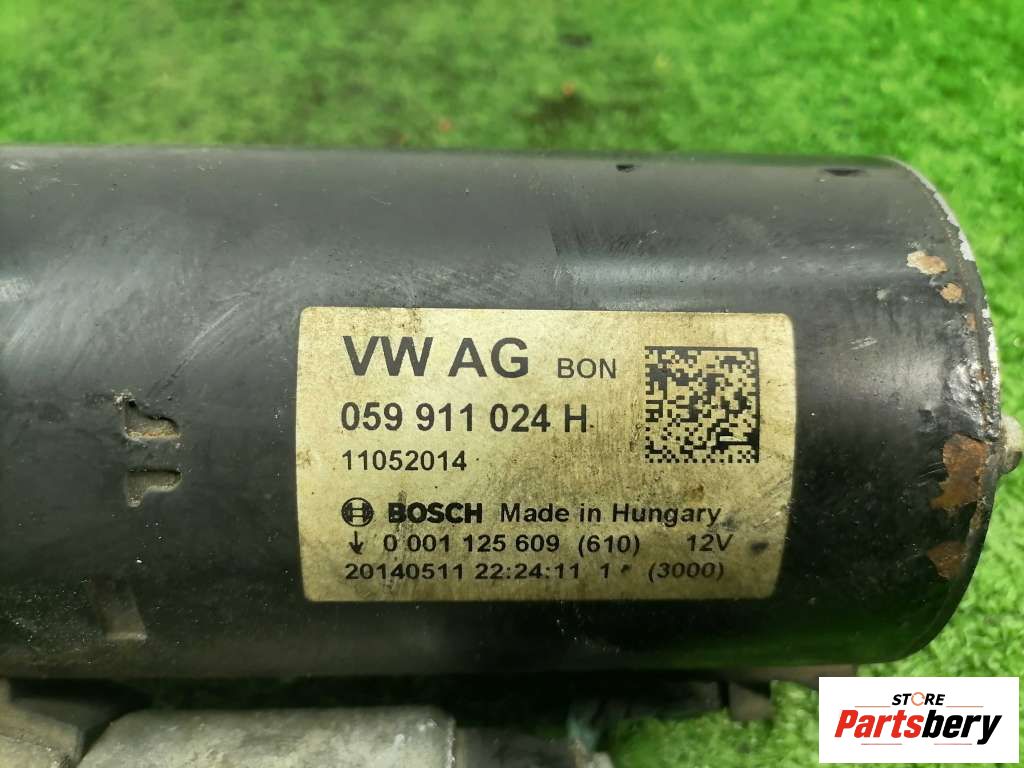 VW AG BON
059 911 024 H
11052014
BOSCH Made in Hungary
0 001 125 609 (610) 12V
20140511 22:24:11 1 (3000)
STORE
Partsbery